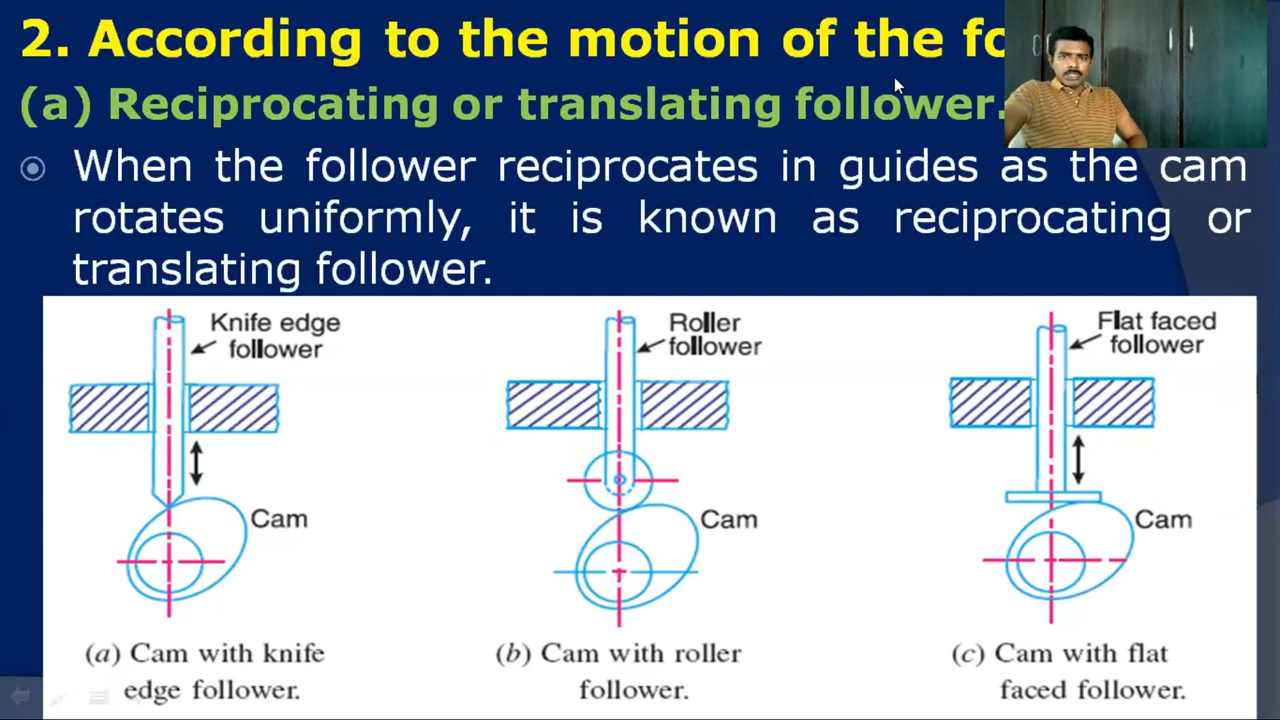 2. According to the motion of the fo
(a) Reciprocating or translating follower.
When the follower reciprocates in guides as the cam
rotates uniformly, it is known as reciprocating or
translating follower.
Knife edge
follower
Cam
(a) Cam with knife
edge follower.
Roller
follower
Cam
(b) Cam with roller
follower.
Flat faced
follower
Cam
(c) Cam with flat
faced follower.